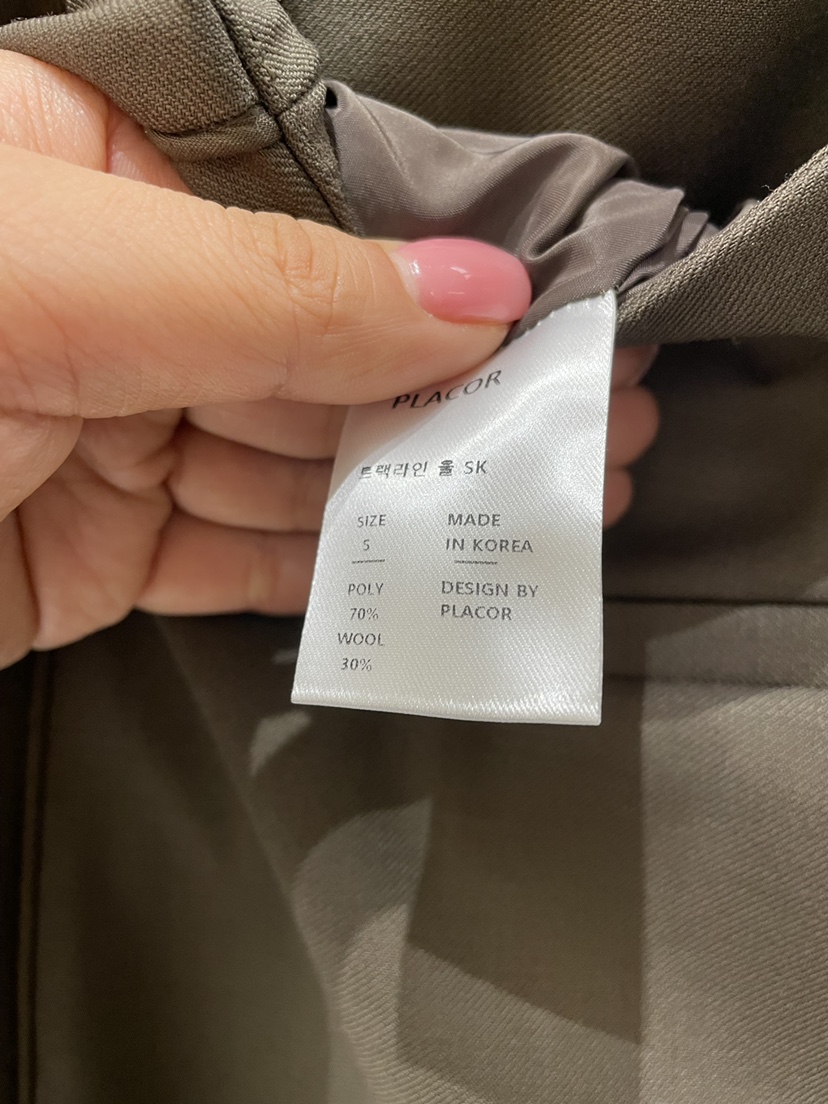 PLACOR
트랙라인 울 SK
SIZE
S
MADE
IN KOREA
POLY
70%
WOOL
30%
DESIGN BY
PLACOR